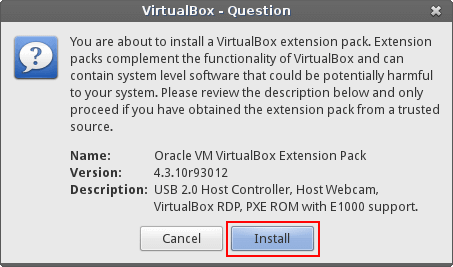 VirtualBox - Question
You are about to install a VirtualBox extension pack. Extension
packs complement the functionality of VirtualBox and can
contain system level software that could be potentially harmful
to your system. Please review the description below and only
proceed if you have obtained the extension pack from a trusted
source.
Name: Oracle VM VirtualBox Extension Pack
Version: 4.3.10r93012
Description: USB 2.0 Host Controller, Host Webcam,
VirtualBox RDP, PXE ROM with E1000 support.
Cancel Install